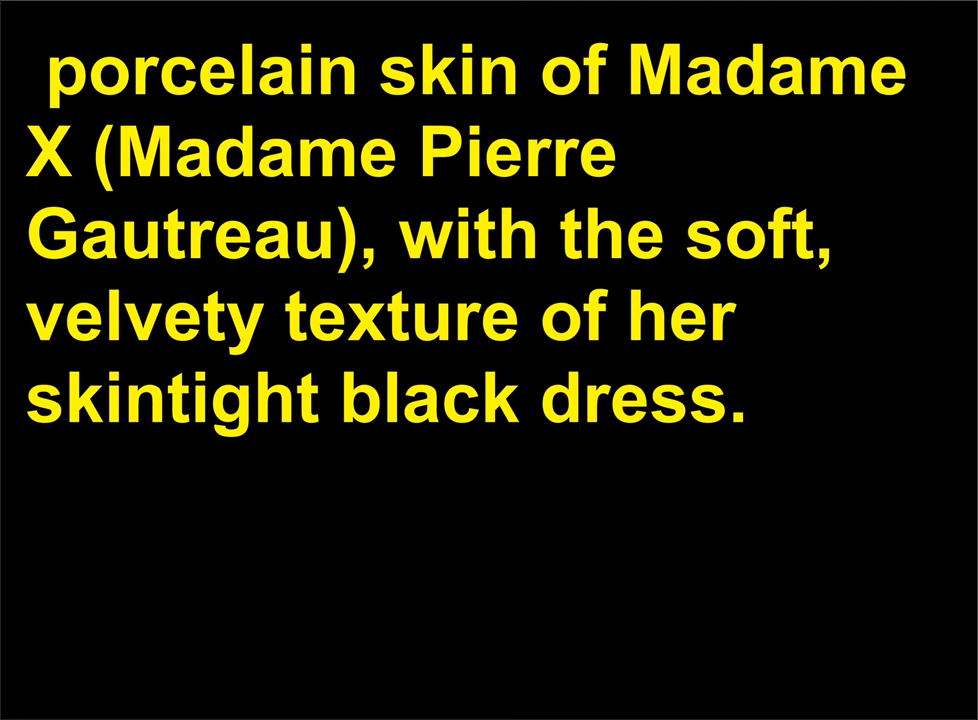 porcelain skin of Madame
X (Madame Pierre
Gautreau), with the soft,
velvety texture of her
skintight black dress.